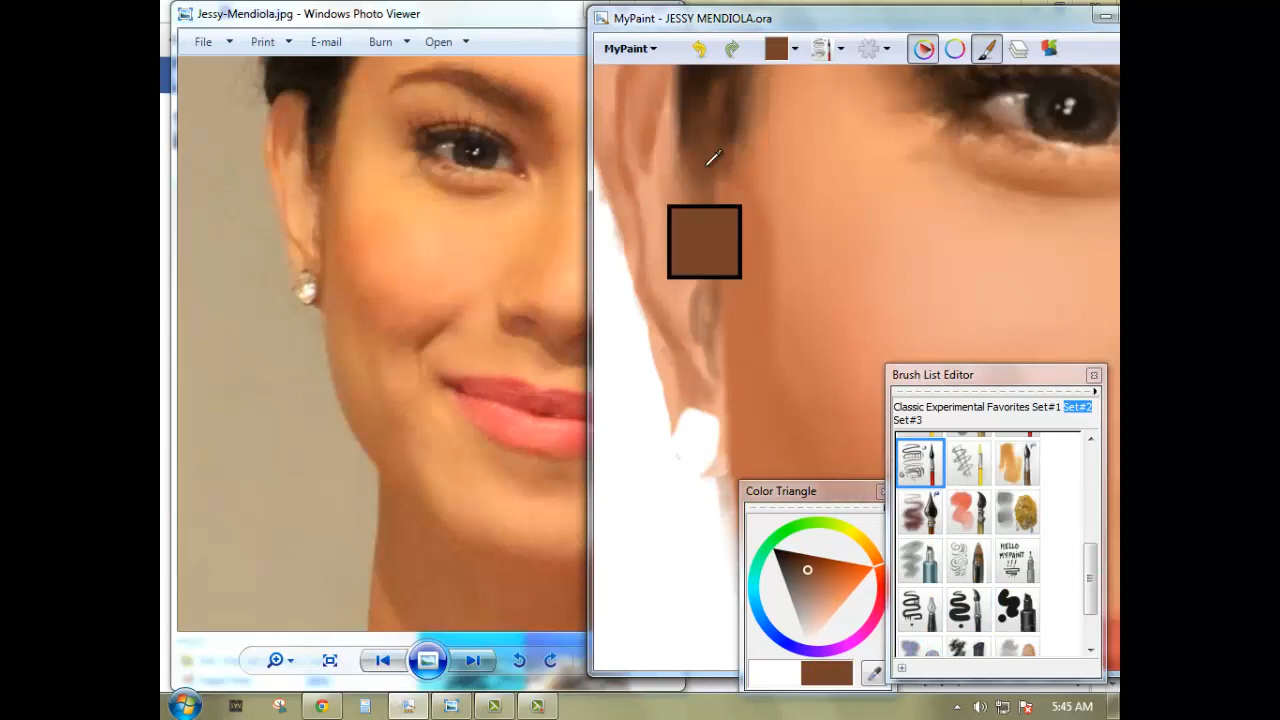 Jessy-Mendiola.jpg - Windows Photo Viewer
File Print E-mail Burn Open
MyPaint - JESSY MENDIOLA.ora
MyPaint
Brush List Editor
Classic Experimental Favorites Set#1 Set#2
Set#3
HELLO
MYPAINT
!!!
Color Triangle
SYV
5:45 AM